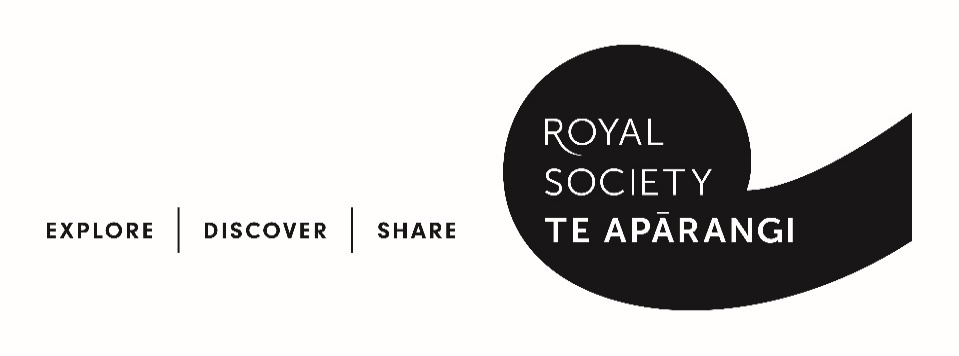 EXPLORE | DISCOVER | SHARE
ROYAL
SOCIETY
TE APĀRANGI